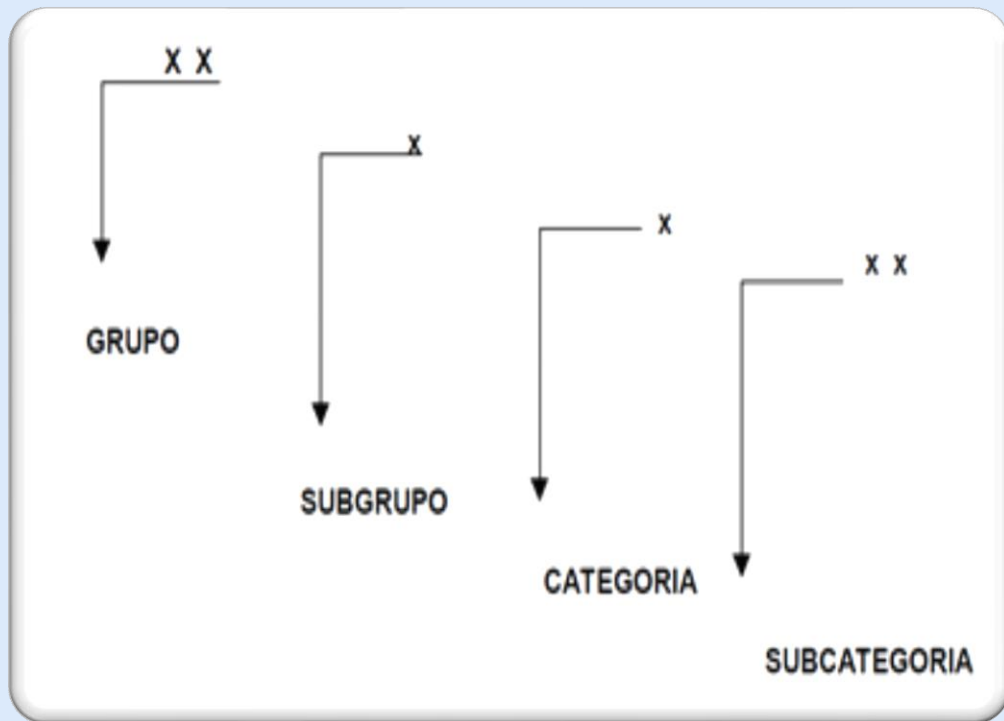 X X
X
X
X X
GRUPO
SUBGRUPO
CATEGORIA
SUBCATEGORIA